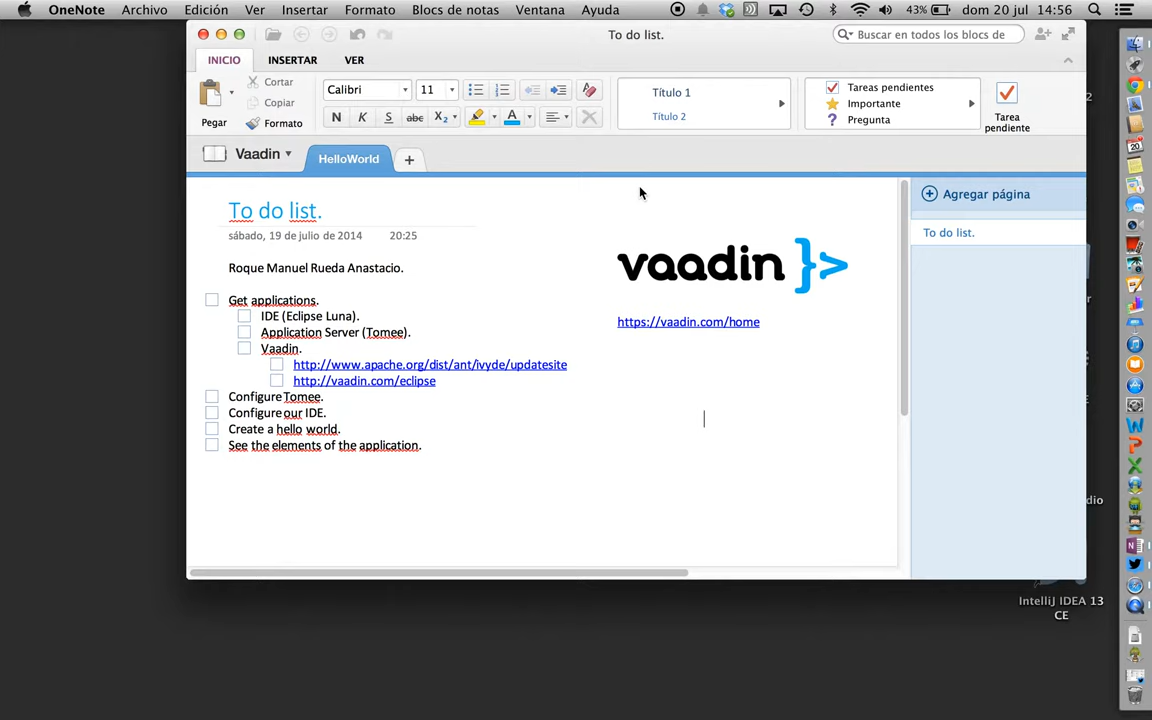 OneNote Archivo Edición Ver Insertar Formato Blocs de notas Ventana Ayuda 43% dom 20 jul 14:56
To do list.
Buscar en todos los blocs de
INICIO INSERTAR VER
Pegar
Cortar
Copiar
Formato
Calibri 11
N K S abc X2 A
Título 1
Título 2
Tareas pendientes
Importante
? Pregunta
Tarea
pendiente
Vaadin HelloWorld +
Agregar página
To do list.
To do list.
sábado, 19 de julio de 2014 20:25
Roque Manuel Rueda Anastacio.
Get applications.
IDE (Eclipse Luna).
Application Server (Tomee).
Vaadin.
http://www.apache.org/dist/ant/ivyde/updatesite
http://vaadin.com/eclipse
Configure Tomee.
Configure our IDE.
Create a hello world.
See the elements of the application.
vaadin }>
https://vaadin.com/home
IntelliJ IDEA 13
CE